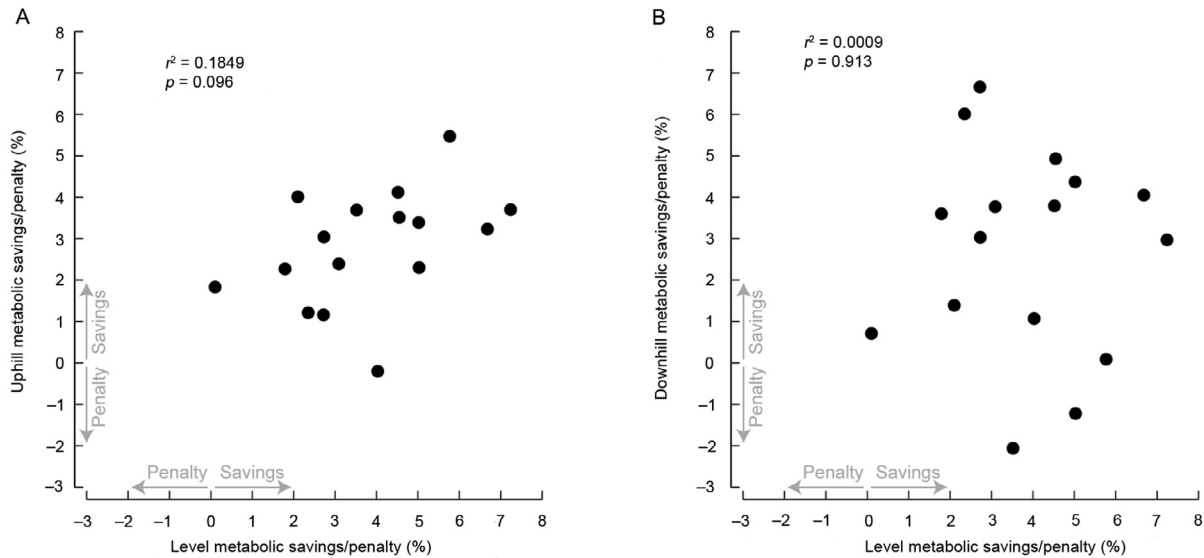 A
8
7
6
5
4
3
2
1
0
–1
–2
–3
r² = 0.1849
p = 0.096
Uphill metabolic savings/penalty (%)
Savings
Penalty
Penalty Savings
–3 –2 –1 0 1 2 3 4 5 6 7 8
Level metabolic savings/penalty (%)
B
8
7
6
5
4
3
2
1
0
–1
–2
–3
r² = 0.0009
p = 0.913
Downhill metabolic savings/penalty (%)
Savings
Penalty
Penalty Savings
–3 –2 –1 0 1 2 3 4 5 6 7 8
Level metabolic savings/penalty (%)